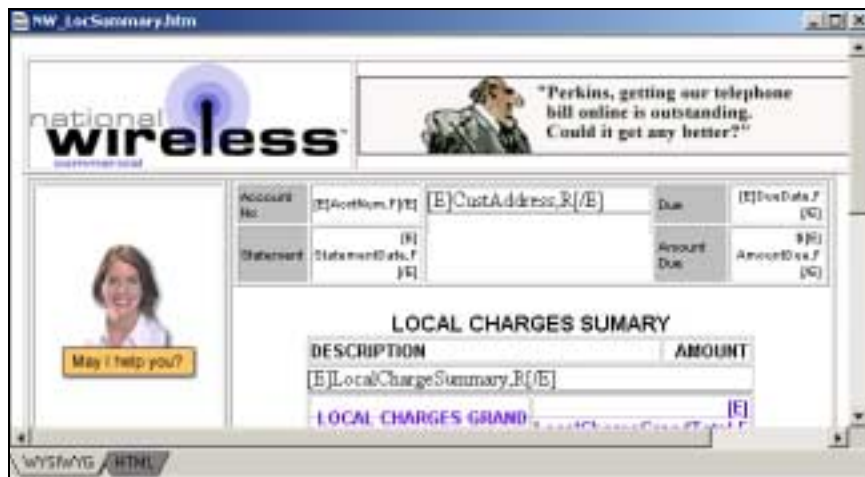 NW_LocSummary.htm
national
wireless
commercial
"Perkins, getting our telephone
bill online is outstanding.
Could it get any better?"
Account
No
[E]AcctNum,F[/E]
[E]CustAddress,R[/E]
Due
[E]DueDate,F
[/E]
Statement
[E]
StatementDate,F
[/E]
Amount
Due
$[E]
AmountDue,F
[/E]
May I help you?
LOCAL CHARGES SUMARY
DESCRIPTION
AMOUNT
[E]LocalChargeSummary,R[/E]
LOCAL CHARGES GRAND
[E]
WYSIWYG
HTML